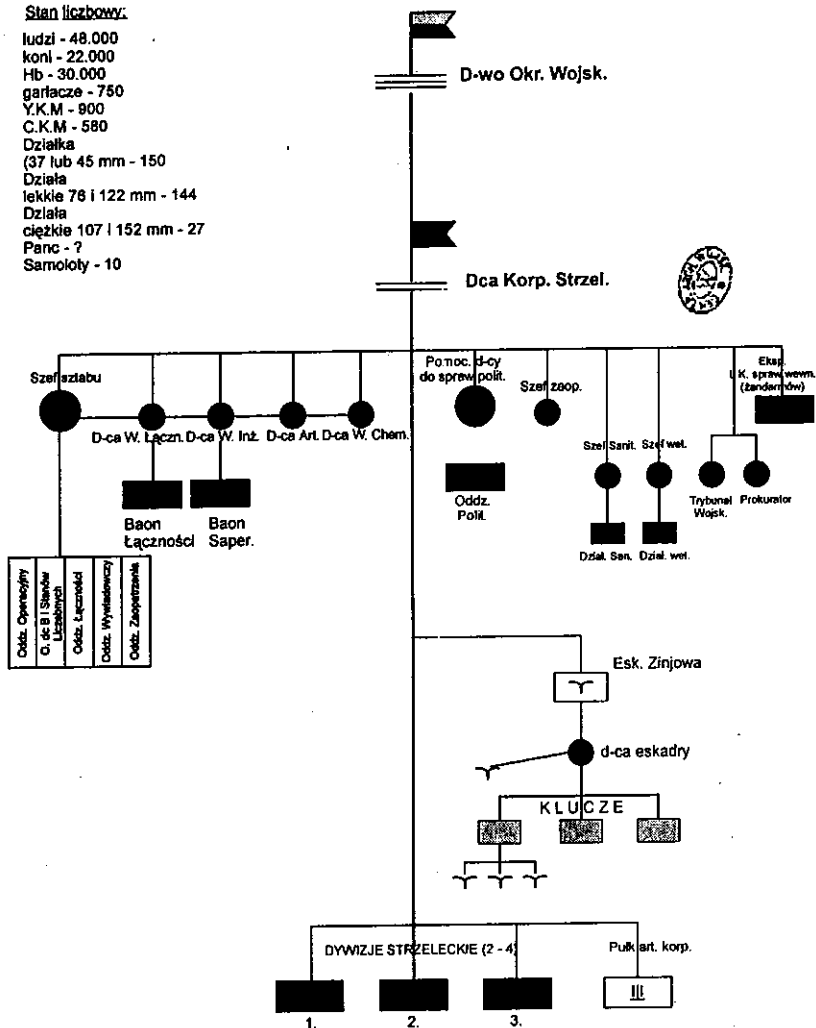 Stan liczbowy:
ludzi - 48.000
koni - 22.000
Hb - 30.000
garłacze - 750
Y.K.M - 900
C.K.M - 580
Działka
(37 lub 45 mm - 150
Działa
lekkie 76 i 122 mm - 144
Działa
ciężkie 107 i 152 mm - 27
Panc - ?
Samoloty - 10
D-wo Okr. Wojsk.
Dca Korp. Strzel.
Szef sztabu
D-ca W. Łączn.
D-ca W. Inż.
D-ca Art.
D-ca W. Chem.
Pomoc. d-cy
do spraw polit.
Szef zaop.
Eksp.
U.K. spraw wewn.
(żandarmów)
Szef Sanit.
Szef wet.
Trybunał
Wojsk.
Prokurator
Baon
Łączności
Baon
Saper.
Oddz.
Polit.
Dział. San.
Dział. wet.
Oddz. Operacyjny
O. de B i Stanów
Liczebnych
Oddz. Łączności
Oddz. Wywiadowczy
Oddz. Zaopatrzenia
Esk. Zinjowa
d-ca eskadry
KLUCZE
DYWIZJE STRZELECKIE (2 - 4)
Pułk art. korp.
1.
2.
3.